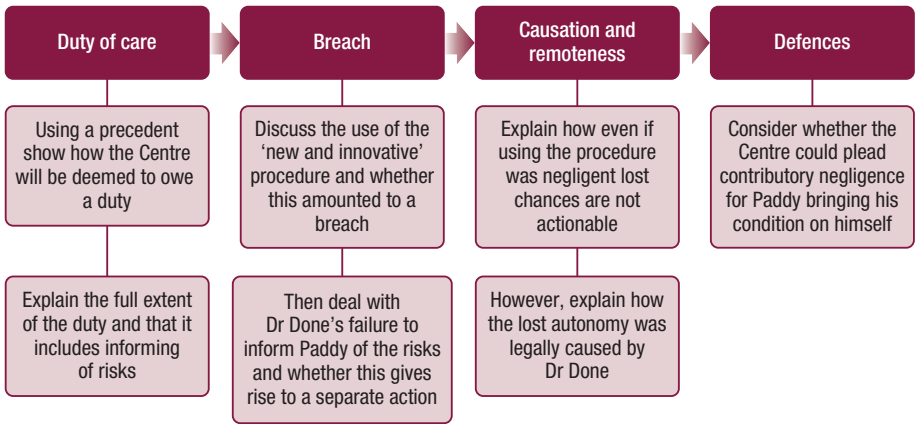 Duty of care
Using a precedent
show how the Centre
will be deemed to owe
a duty
Explain the full extent
of the duty and that it
includes informing
of risks
Breach
Discuss the use of the
‘new and innovative’
procedure and whether
this amounted to a
breach
Then deal with
Dr Done’s failure to
inform Paddy of the risks
and whether this gives
rise to a separate action
Causation and
remoteness
Explain how even if
using the procedure
was negligent lost
chances are not
actionable
However, explain how
the lost autonomy was
legally caused by
Dr Done
Defences
Consider whether the
Centre could plead
contributory negligence
for Paddy bringing his
condition on himself